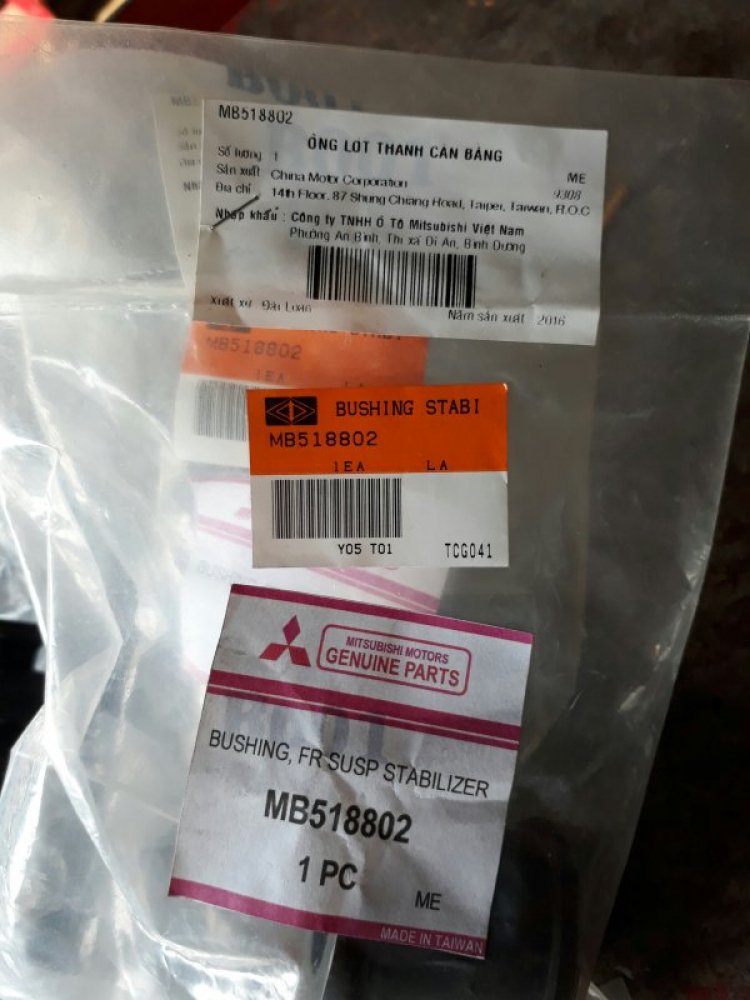 MB518802
ỐNG LÓT THANH CÂN BẰNG
Số lượng 1
ME
Sản xuất China Motor Corporation
9308
Địa chỉ 14th Floor. 87 Shung Chiang Road, Taipei, Taiwan, R.O.C
Nhập khẩu : Công ty TNHH Ô Tô Mitsubishi Việt Nam
Phường An Bình, Thị xã Dĩ An, Bình Dương
Xuất xứ Đài Loan
Năm sản xuất 2016
MB518802
1EA
BUSHING STABI
MB518802
1EA LA
Y05 T01 TCG041
MITSUBISHI MOTORS
GENUINE PARTS
BUSHING, FR SUSP STABILIZER
MB518802
1 PC
ME
MADE IN TAIWAN